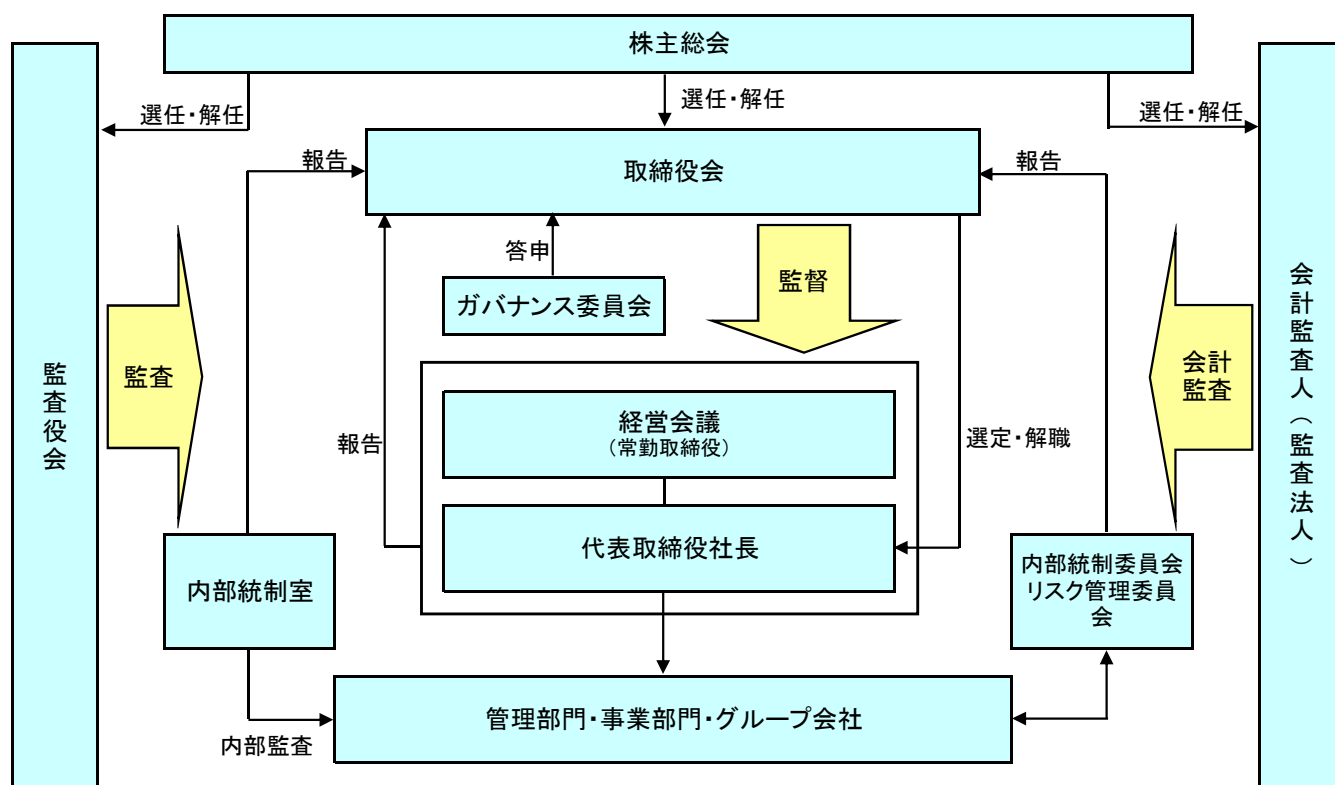 株主総会
選任・解任
選任・解任
選任・解任
報告
取締役会
報告
答申
監督
ガバナンス委員会
監査役会
監査
会計
監査
会計監査人（監査法人）
経営会議
（常勤取締役）
報告
選定・解職
代表取締役社長
内部統制室
内部統制委員会
リスク管理委員
会
管理部門・事業部門・グループ会社
内部監査